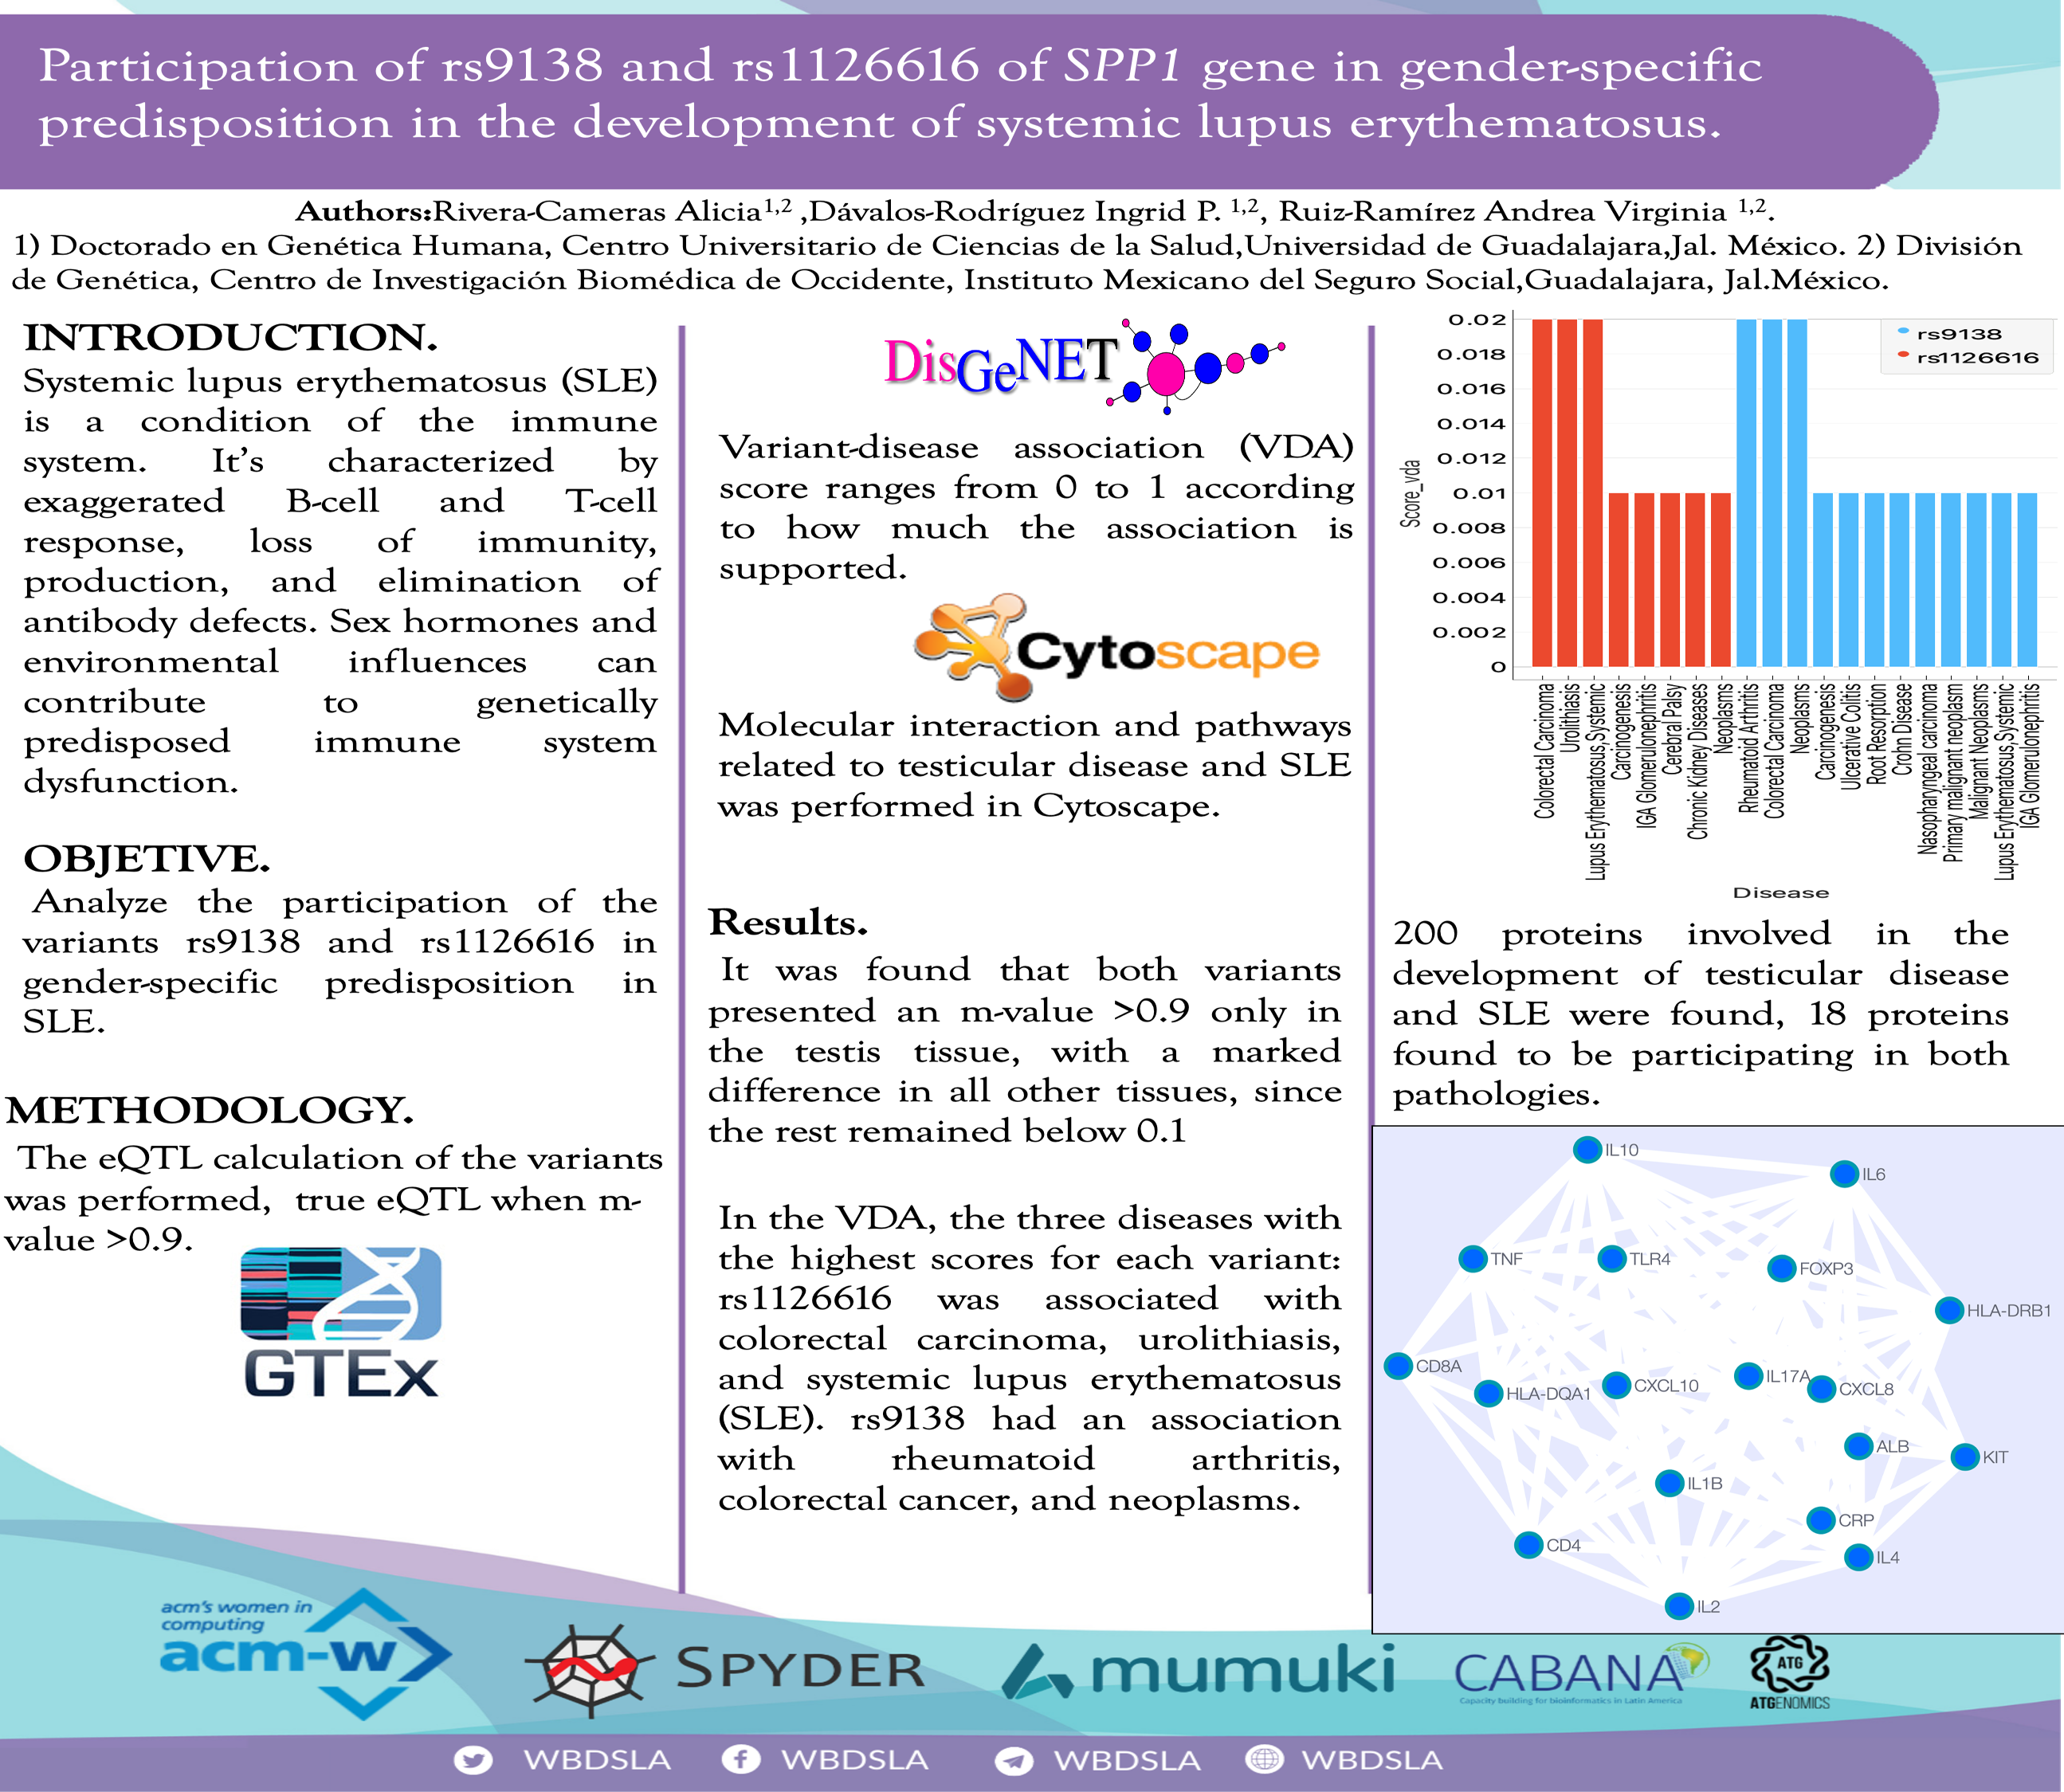 Participation of rs9138 and rs1126616 of SPP1 gene in gender-specific
predisposition in the development of systemic lupus erythematosus.
Authors:Rivera-Cameras Alicia1,2 ,Dávalos-Rodríguez Ingrid P. 1,2, Ruiz-Ramírez Andrea Virginia 1,2.
1) Doctorado en Genética Humana, Centro Universitario de Ciencias de la Salud,Universidad de Guadalajara,Jal. México. 2) División
de Genética, Centro de Investigación Biomédica de Occidente, Instituto Mexicano del Seguro Social,Guadalajara, Jal.México.
INTRODUCTION.
Systemic lupus erythematosus (SLE)
is a condition of the immune
system. It’s characterized by
exaggerated B-cell and T-cell
response, loss of immunity,
production, and elimination of
antibody defects. Sex hormones and
environmental influences can
contribute to genetically
predisposed immune system
dysfunction.
OBJETIVE.
Analyze the participation of the
variants rs9138 and rs1126616 in
gender-specific predisposition in
SLE.
METHODOLOGY.
The eQTL calculation of the variants
was performed, true eQTL when m-
value >0.9.
GTEx
DisGeNET
Variant-disease association (VDA)
score ranges from 0 to 1 according
to how much the association is
supported.
Cytoscape
Molecular interaction and pathways
related to testicular disease and SLE
was performed in Cytoscape.
Results.
It was found that both variants
presented an m-value >0.9 only in
the testis tissue, with a marked
difference in all other tissues, since
the rest remained below 0.1
In the VDA, the three diseases with
the highest scores for each variant:
rs1126616 was associated with
colorectal carcinoma, urolithiasis,
and systemic lupus erythematosus
(SLE). rs9138 had an association
with rheumatoid arthritis,
colorectal cancer, and neoplasms.
0.02
0.018
0.016
0.014
0.012
0.01
0.008
0.006
0.004
0.002
0
Score_vda
rs9138
rs1126616
Colorectal Carcinoma
Urolithiasis
Lupus Erythematosus,Systemic
Carcinogenesis
IGA Glomerulonephritis
Cerebral Palsy
Chronic Kidney Diseases
Neoplasms
Rheumatoid Arthritis
Colorectal Carcinoma
Neoplasms
Carcinogenesis
Ulcerative Colitis
Root Resorption
Crohn Disease
Nasopharyngeal carcinoma
Primary malignant neoplasm
Malignant Neoplasms
Lupus Erythematosus,Systemic
IGA Glomerulonephritis
Disease
200 proteins involved in the
development of testicular disease
and SLE were found, 18 proteins
found to be participating in both
pathologies.
IL10
IL6
TNF
TLR4
FOXP3
HLA-DRB1
CD8A
HLA-DQA1
CXCL10
IL17A
CXCL8
ALB
KIT
IL1B
CRP
CD4
IL4
IL2
acm's women in
computing
acm-w
SPYDER
mumuki
CABANA
Capacity building for bioinformatics in Latin America
ATG
ATGENOMICS
WBDSLA
WBDSLA
WBDSLA
WBDSLA